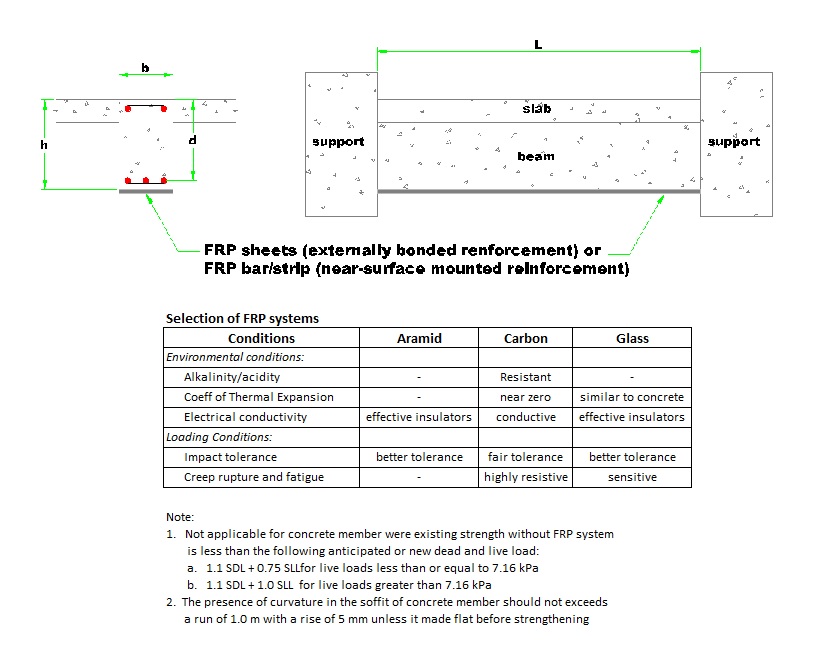 L
b
slab
h
d
support
support
beam
FRP sheets (externally bonded renforcement) or
FRP bar/strip (near-surface mounted reinforcement)
Selection of FRP systems
Conditions Aramid Carbon Glass
Environmental conditions:
Alkalinity/acidity - Resistant -
Coeff of Thermal Expansion - near zero similar to concrete
Electrical conductivity effective insulators conductive effective insulators
Loading Conditions:
Impact tolerance better tolerance fair tolerance better tolerance
Creep rupture and fatigue - highly resistive sensitive
Note:
1. Not applicable for concrete member were existing strength without FRP system
is less than the following anticipated or new dead and live load:
a. 1.1 SDL + 0.75 SLLfor live loads less than or equal to 7.16 kPa
b. 1.1 SDL + 1.0 SLL for live loads greater than 7.16 kPa
2. The presence of curvature in the soffit of concrete member should not exceeds
a run of 1.0 m with a rise of 5 mm unless it made flat before strengthening